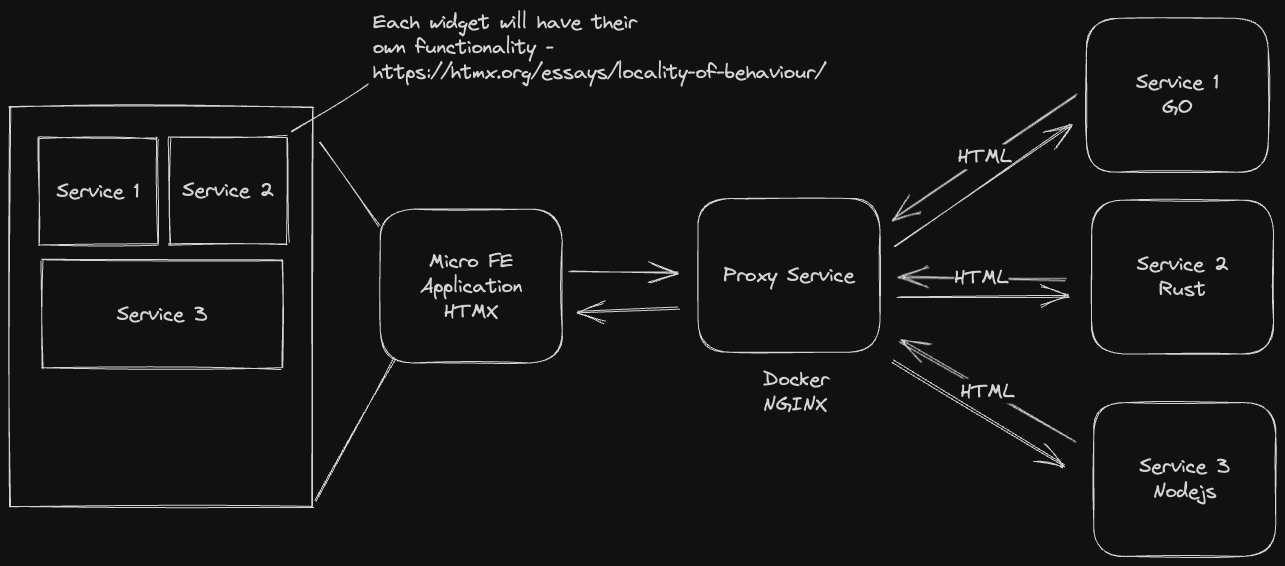 Each widget will have their
own functionality -
https://htmx.org/essays/locality-of-behaviour/
Service 1
Service 2
Service 3
Micro FE
Application
HTMX
Proxy Service
Docker
NGINX
HTML
HTML
HTML
Service 1
GO
Service 2
Rust
Service 3
Nodejs